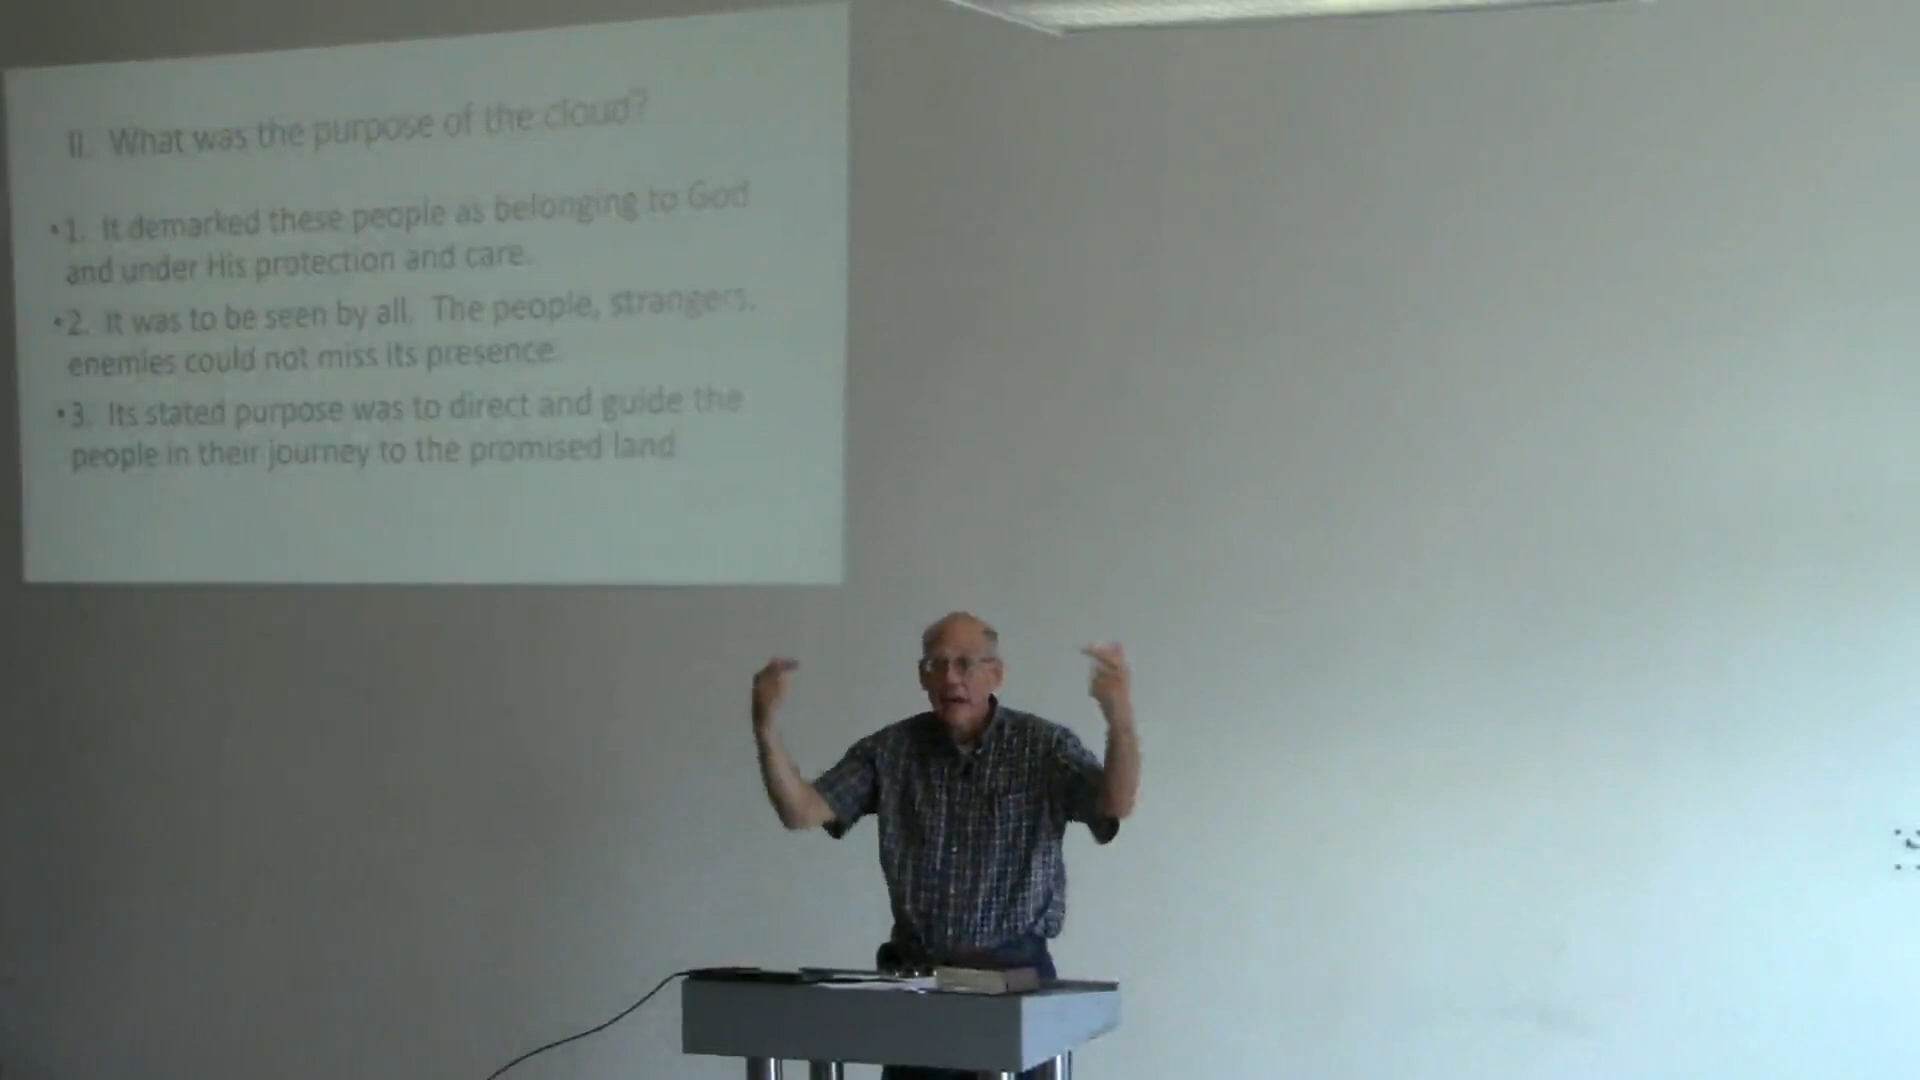 II. What was the purpose of the cloud?
• 1. It demarked these people as belonging to God
and under His protection and care.
• 2. It was to be seen by all. The people, strangers,
enemies could not miss its presence.
• 3. Its stated purpose was to direct and guide the
people in their journey to the promised land